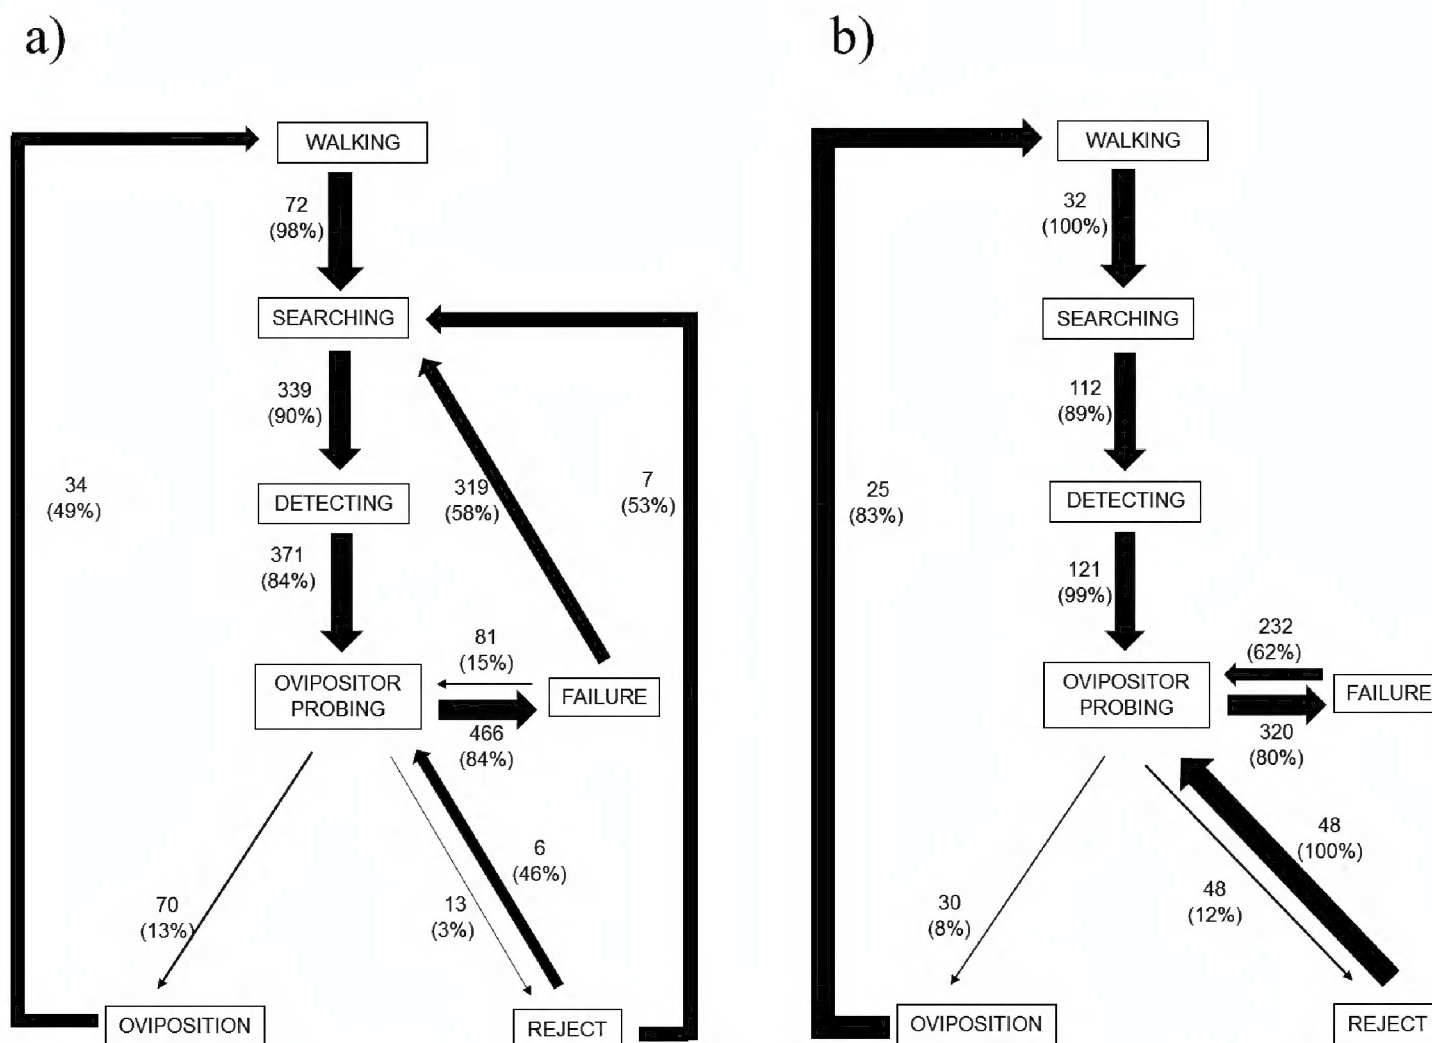 a)
WALKING
72
(98%)
SEARCHING
339
(90%)
34
(49%)
319
(58%)
7
(53%)
DETECTING
371
(84%)
81
(15%)
OVIPOSITOR
PROBING
FAILURE
466
(84%)
6
(46%)
70
(13%)
13
(3%)
OVIPOSITION
REJECT
b)
WALKING
32
(100%)
SEARCHING
112
(89%)
25
(83%)
DETECTING
121
(99%)
232
(62%)
OVIPOSITOR
PROBING
FAILURE
320
(80%)
48
(100%)
30
(8%)
48
(12%)
OVIPOSITION
REJECT